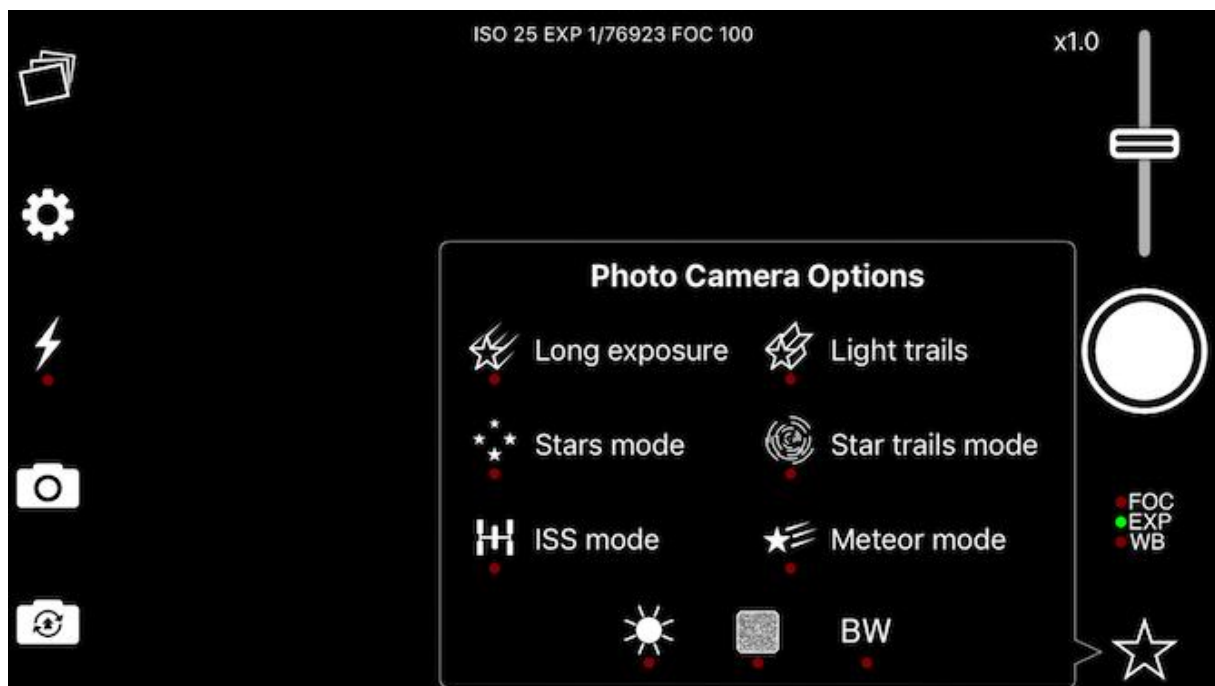 ISO 25 EXP 1/76923 FOC 100
x1.0
Photo Camera Options
Long exposure
Light trails
Stars mode
Star trails mode
ISS mode
Meteor mode
BW
FOC
EXP
WB